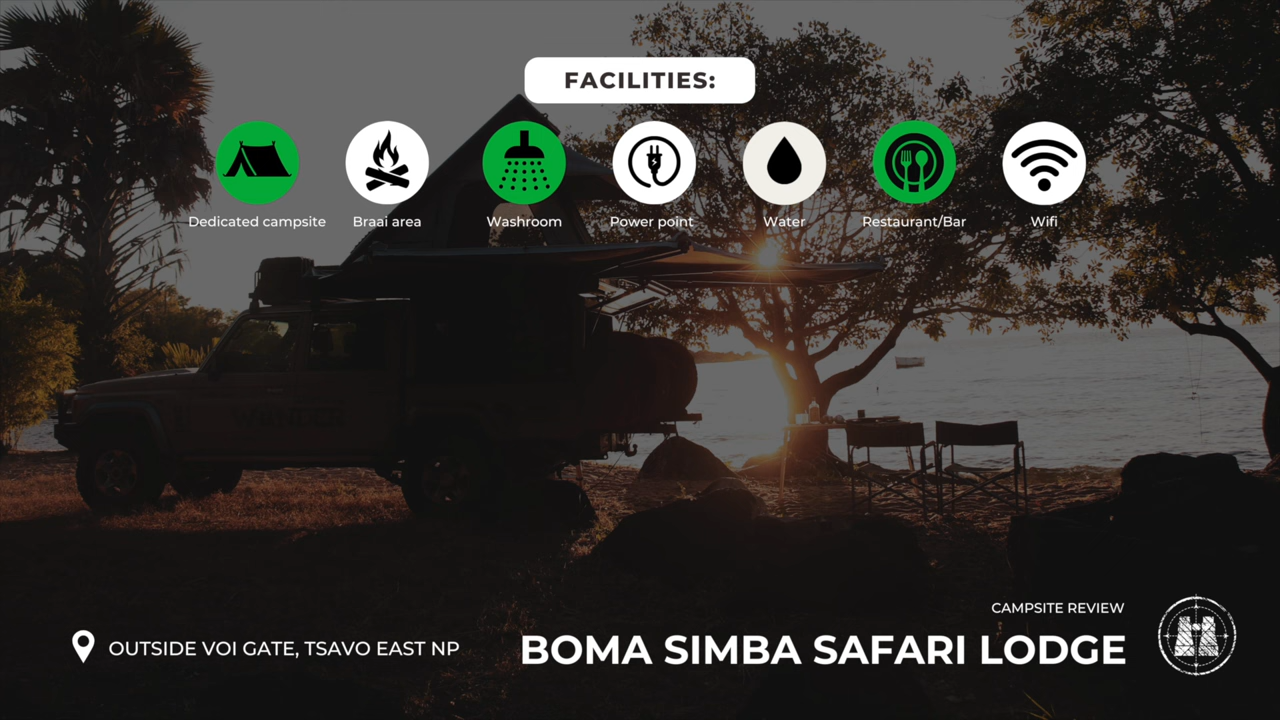 FACILITIES:
Dedicated campsite
Braai area
Washroom
Power point
Water
Restaurant/Bar
Wifi
CAMPSITE REVIEW
OUTSIDE VOI GATE, TSAVO EAST NP
BOMA SIMBA SAFARI LODGE